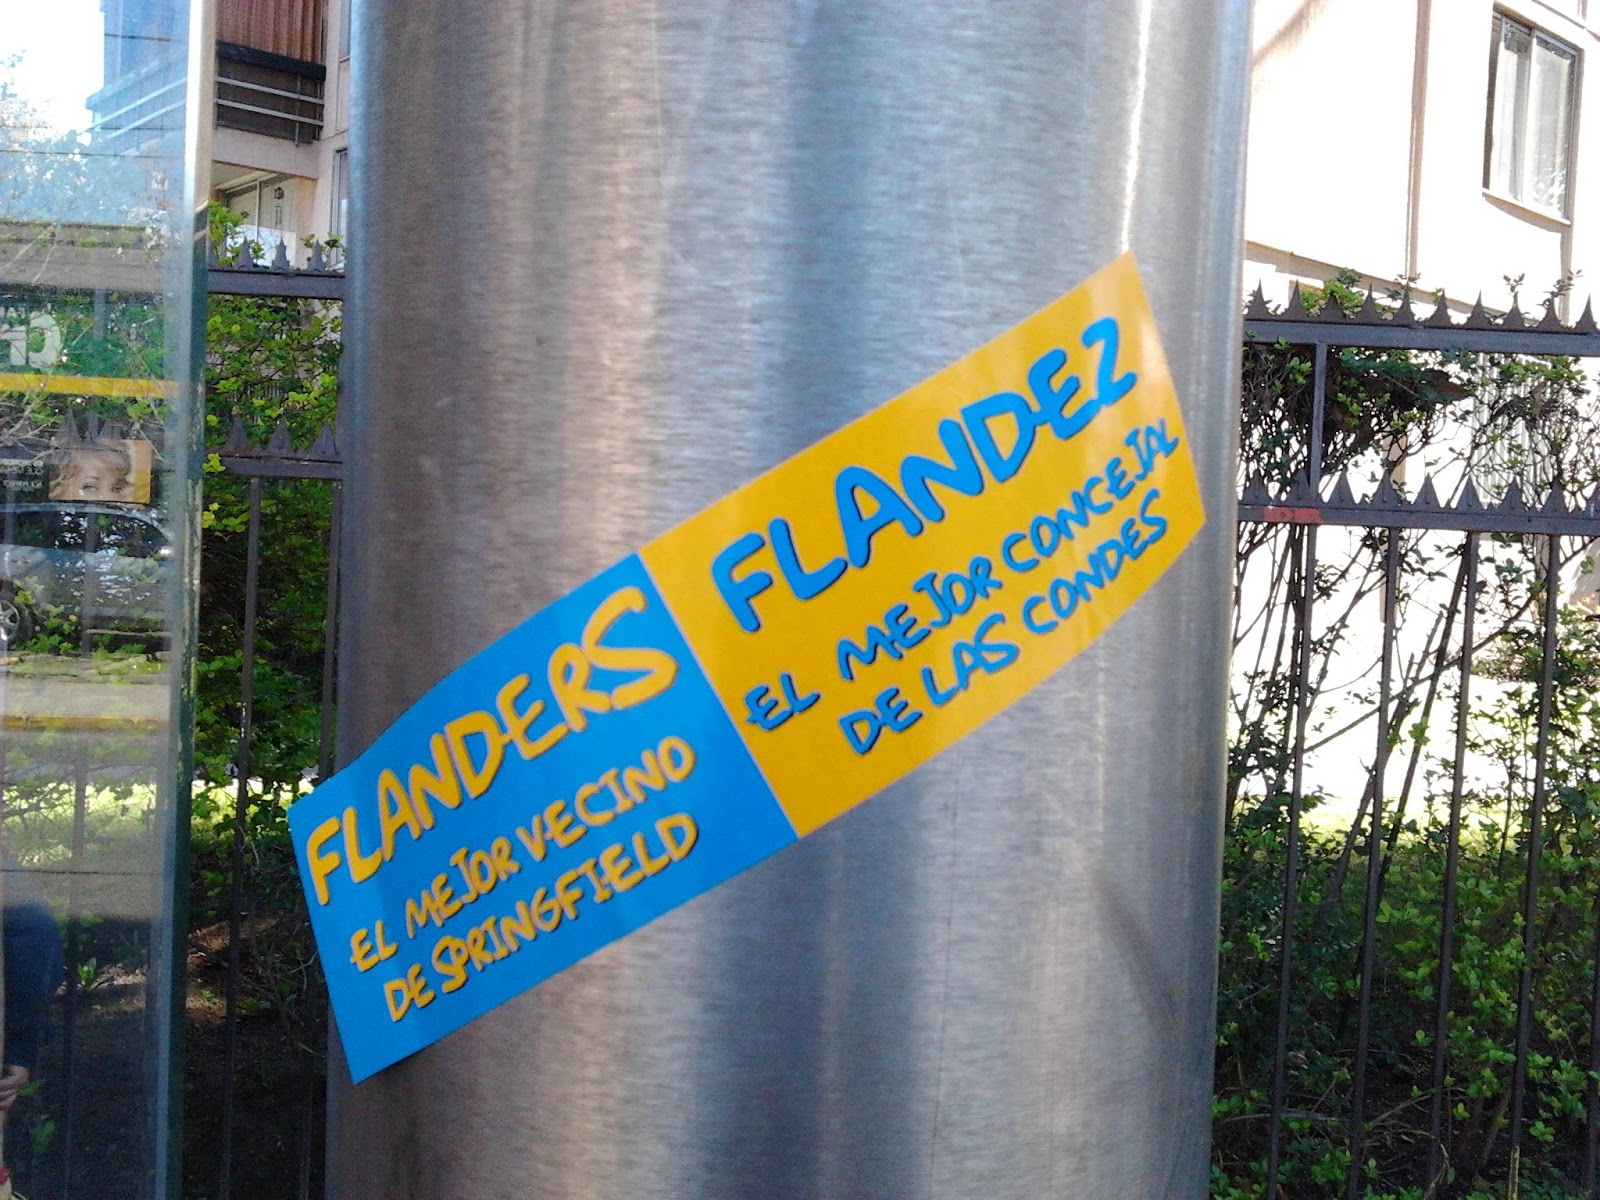 FLANDERS
EL MEJOR VECINO
DE SPRINGFIELD
FLANDEZ
EL MEJOR CONCEJAL
DE LAS CONDES